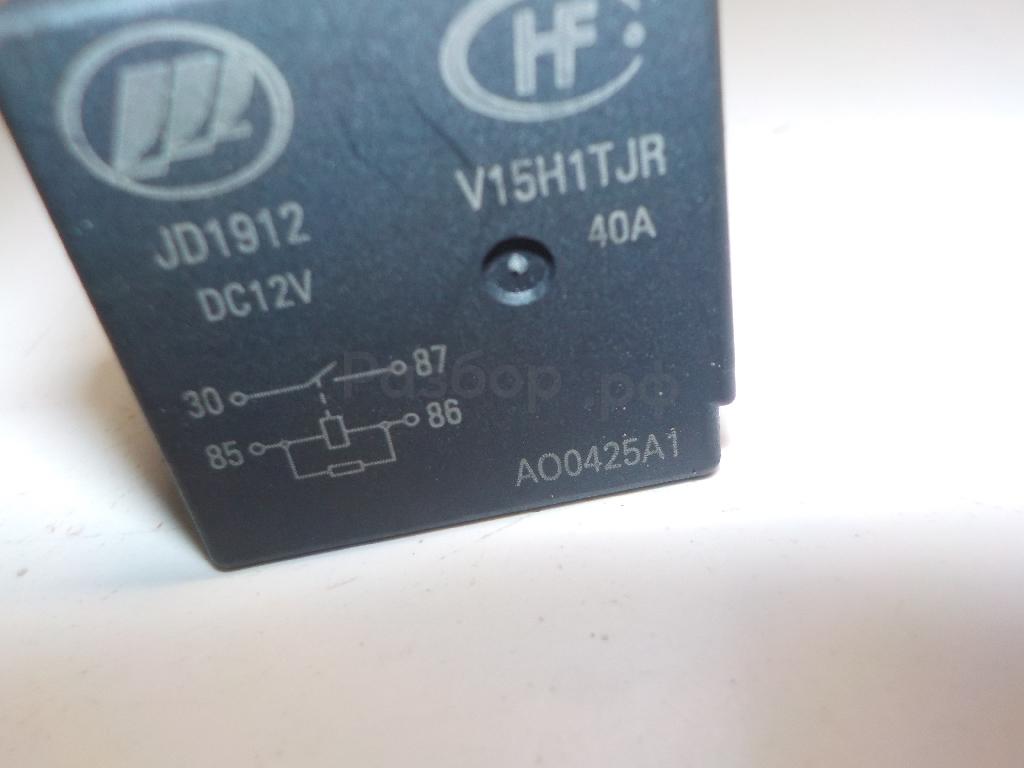 HF
V15H1TJR
40A
JD1912
DC12V
30
87
85
86
AO0425A1
Разбор.рф